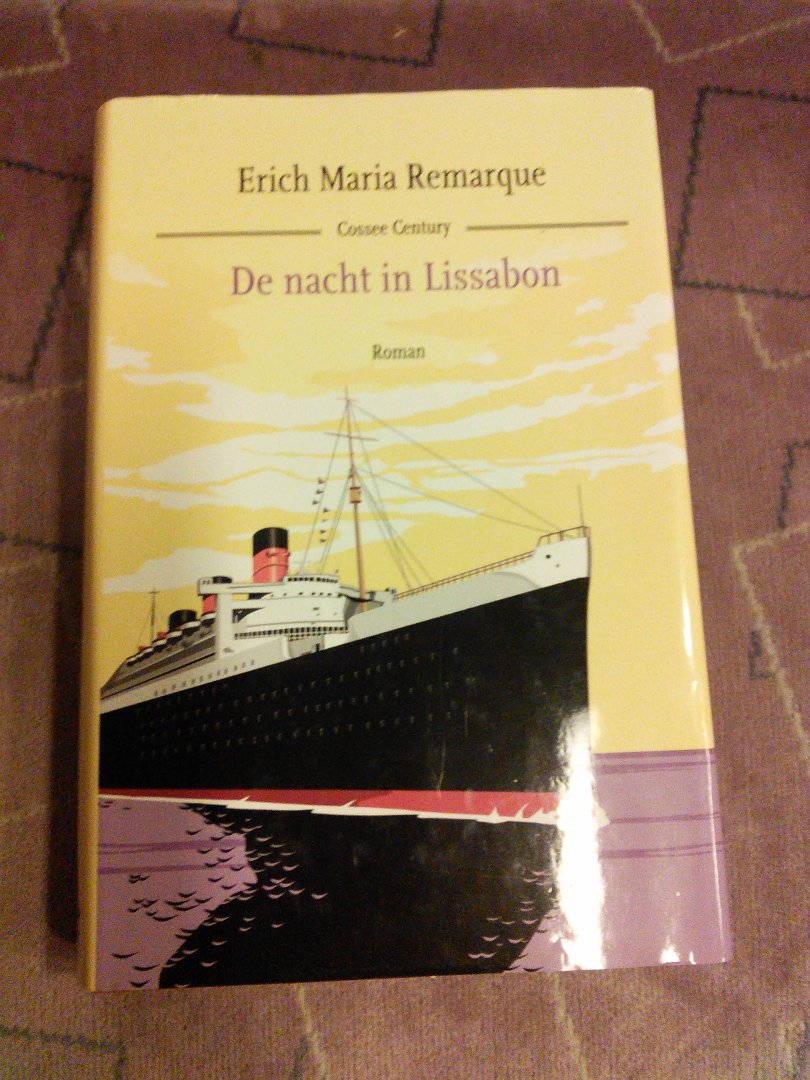 Erich Maria Remarque
Cossee Century
De nacht in Lissabon
Roman